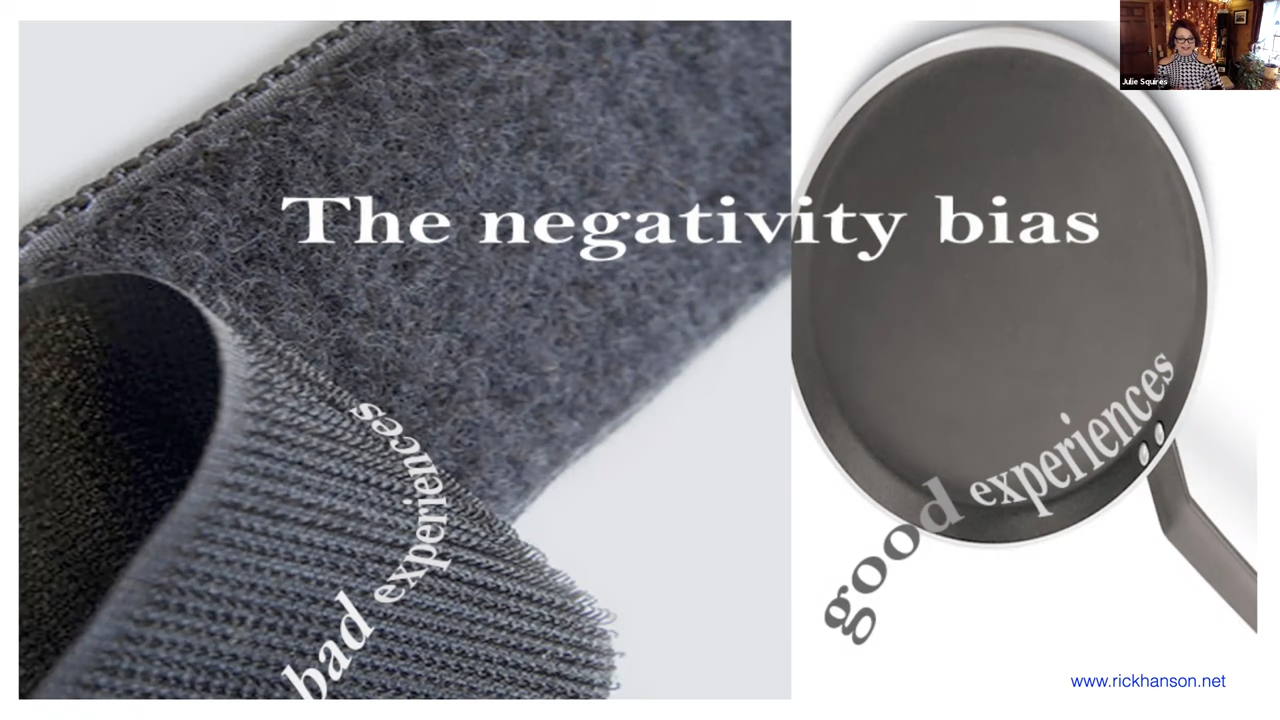 Julie Squires
The negativity bias
bad experiences
good experiences
www.rickhanson.net